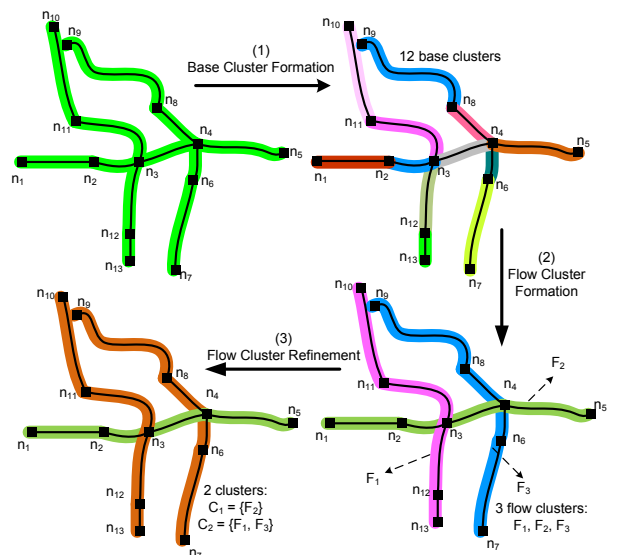 n10
n9
(1)
Base Cluster Formation
n8
n11
n4
n5
n1
n2
n3
n6
n12
n13
n7
n10
n9
12 base clusters
n8
n11
n4
n5
n1
n2
n3
n6
n12
n13
n7
(2)
Flow Cluster
Formation
n10
n9
n8
n11
n4
F2
n5
n1
n2
n3
n6
F1
F3
n12
n13
n7
3 flow clusters:
F1, F2, F3
(3)
Flow Cluster Refinement
n10
n9
n8
n11
n4
n5
n1
n2
n3
n6
n12
n13
n7
2 clusters:
C1 = {F2}
C2 = {F1, F3}